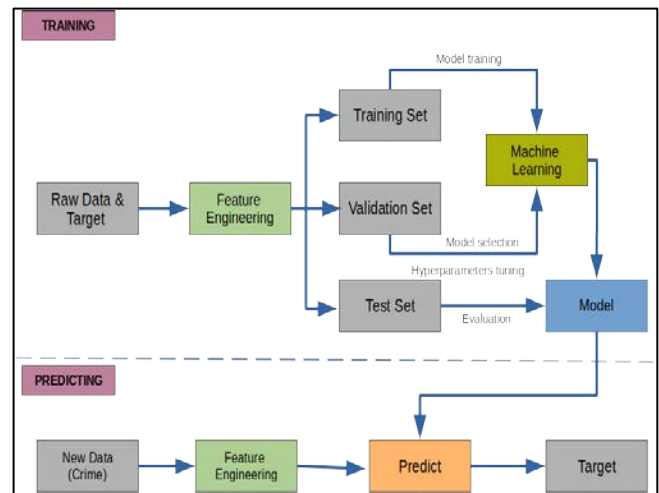 TRAINING
Model training
Training Set
Machine
Learning
Raw Data &
Target
Feature
Engineering
Validation Set
Model selection
Hyperparameters tuning
Test Set
Evaluation
Model
PREDICTING
New Data
(Crime)
Feature
Engineering
Predict
Target